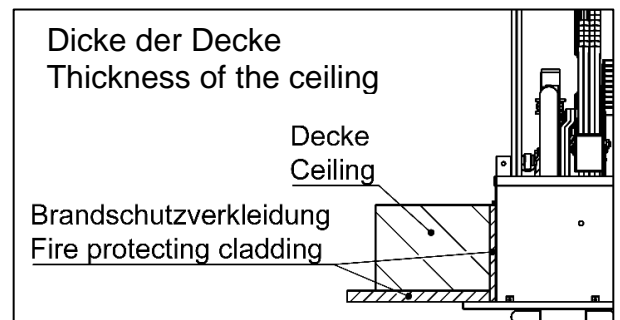 Dicke der Decke
Thickness of the ceiling
Decke
Ceiling
Brandschutzverkleidung
Fire protecting cladding